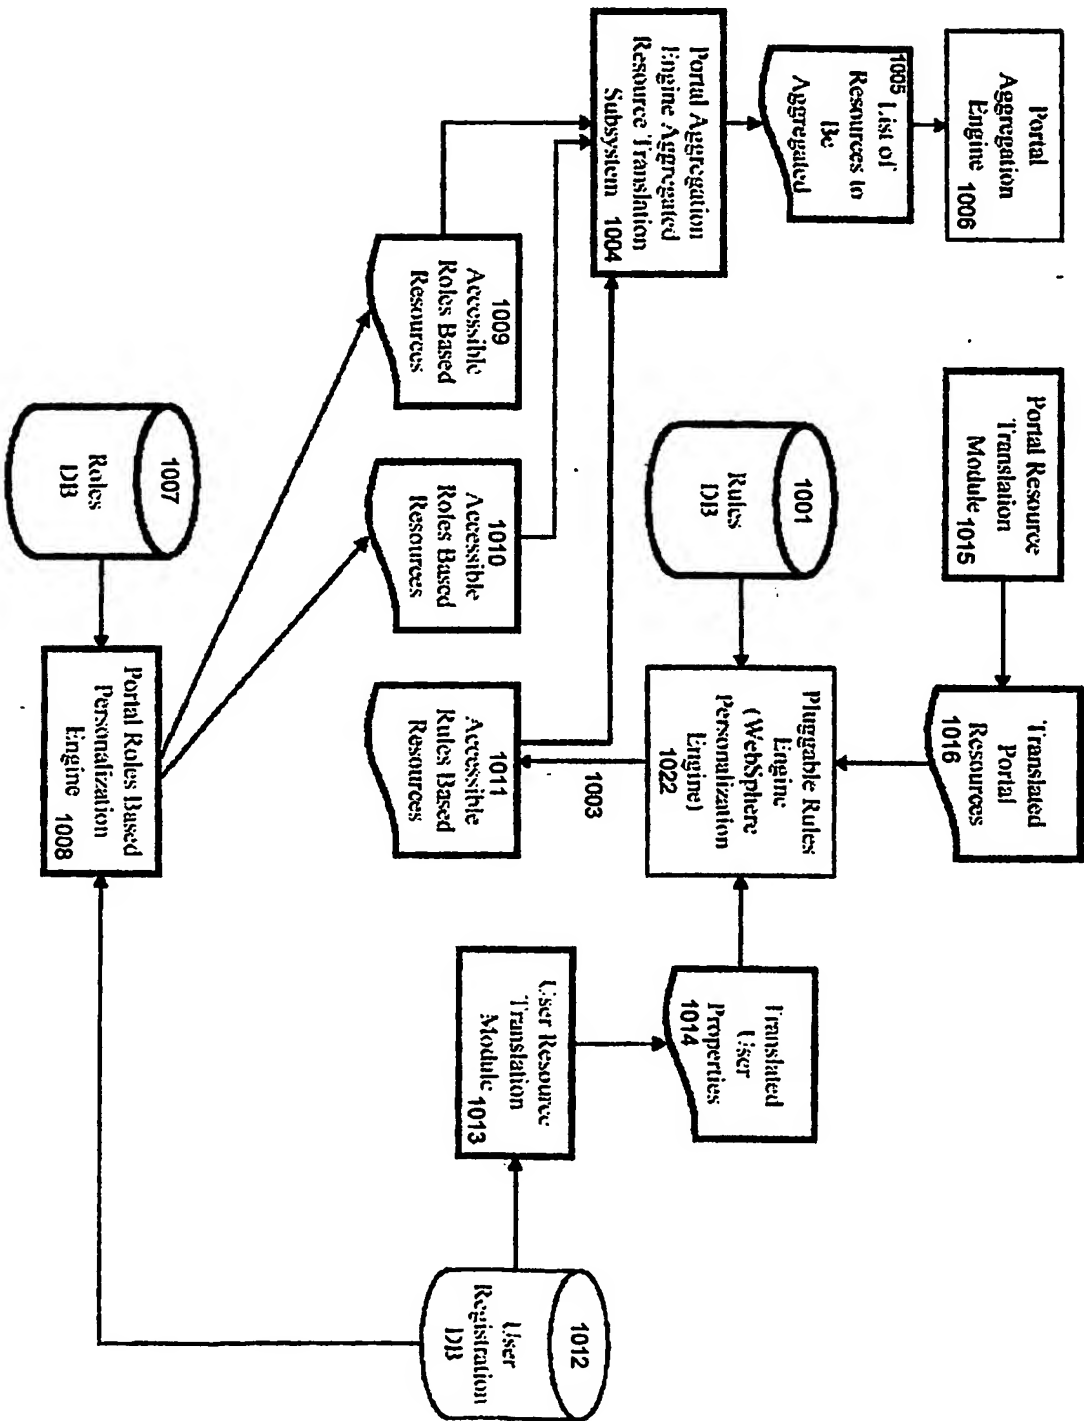 Portal
Aggregation
Engine 1006
1005 List of
Resources to
Be
Aggregated
Portal Aggregation
Engine Aggregated
Resource Translation
Subsystem 1004
Portal Resource
Translation
Module 1015
Translated
Portal
Resources
1016
1001
Rules
DB
Pluggable Rules
Engine
(WebSphere
Personalization
Engine)
1022
1003
Translated
User
Properties
1014
1009
Accessible
Roles Based
Resources
1010
Accessible
Roles Based
Resources
1011
Accessible
Rules Based
Resources
User Resource
Translation
Module 1013
1012
User
Registration
DB
1007
Roles
DB
Portal Roles Based
Personalization
Engine 1008